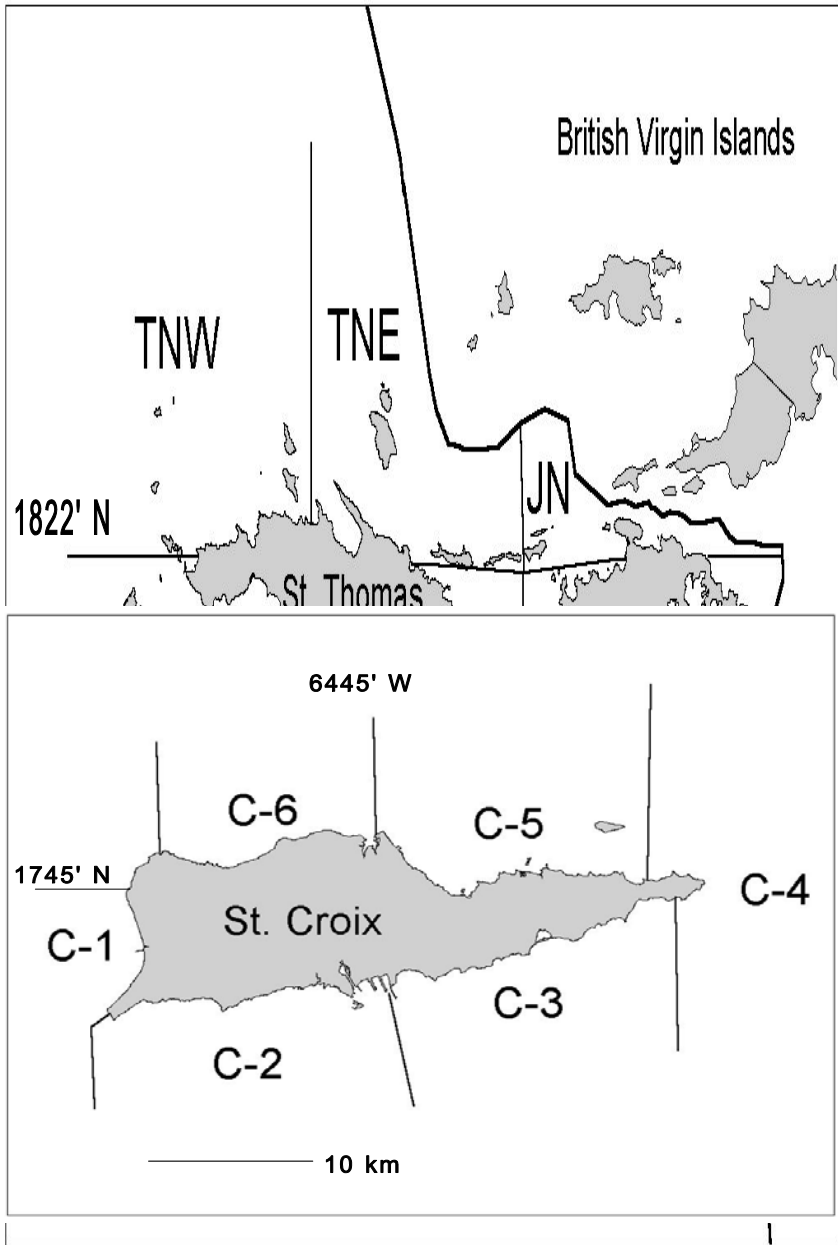 British Virgin Islands
TNW
TNE
JN
1822' N
St. Thomas
6445' W
C-6
C-5
1745' N
C-4
St. Croix
C-1
C-3
C-2
10 km